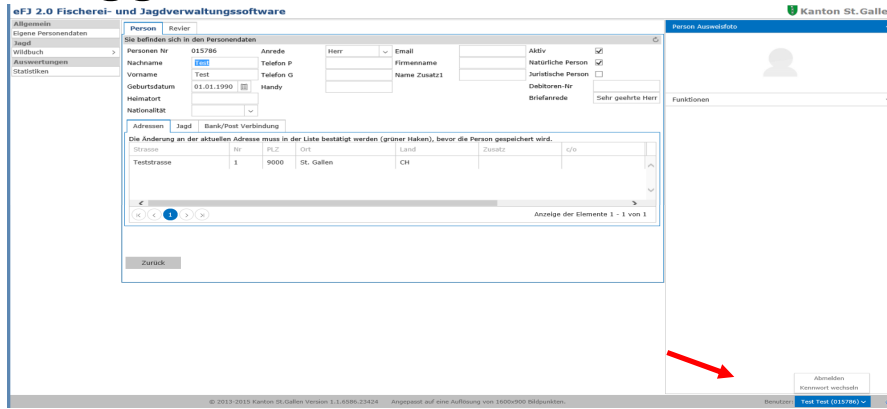 eFJ 2.0 Fischerei- und Jagdverwaltungssoftware
Kanton St.Galle
Allgemein
Eigene Personendaten
Jagd
Wildbuch >
Auswertungen
Statistiken
Person Revier
Sie befinden sich in den Personendaten
Personen Nr 015786 Anrede Herr Email Aktiv
Nachname Test Telefon P Firmenname Natürliche Person
Vorname Test Telefon G Name Zusatz1 Juristische Person
Geburtsdatum 01.01.1990 Handy Debitoren-Nr
Heimatort Briefanrede Sehr geehrte Herr
Nationalität
Adressen Jagd Bank/Post Verbindung
Die Änderung an der aktuellen Adresse muss in der Liste bestätigt werden (grüner Haken), bevor die Person gespeichert wird.
Strasse Nr PLZ Ort Land Zusatz c/o
Teststrasse 1 9000 St. Gallen CH
1 Anzeige der Elemente 1 - 1 von 1
Zurück
Person Ausweisfoto
Funktionen
Abmelden
Kennwort wechseln
© 2013-2015 Kanton St.Gallen Version 1.1.6586.23424 Angepasst auf eine Auflösung von 1600x900 Bildpunkten.
Benutzer: Test Test (015786)